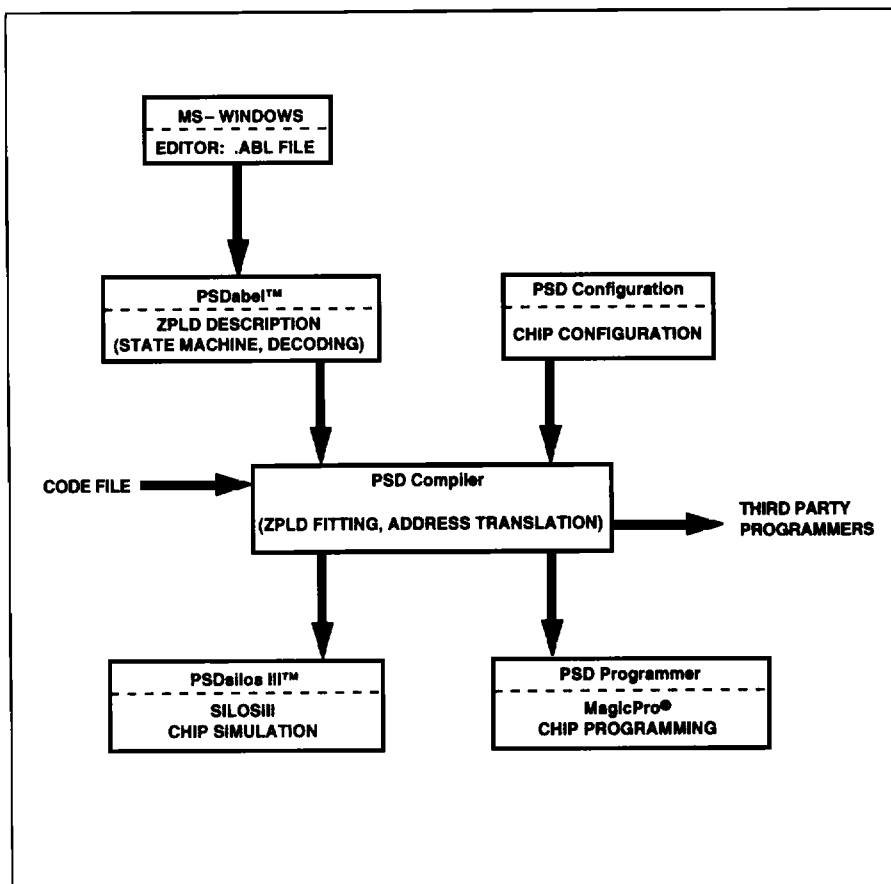 MS-WINDOWS
EDITOR: .ABL FILE
PSDabel™
ZPLD DESCRIPTION
(STATE MACHINE, DECODING)
PSD Configuration
CHIP CONFIGURATION
CODE FILE
PSD Compiler
(ZPLD FITTING, ADDRESS TRANSLATION)
THIRD PARTY
PROGRAMMERS
PSDsilos III™
SILOSIII
CHIP SIMULATION
PSD Programmer
MagicPro®
CHIP PROGRAMMING